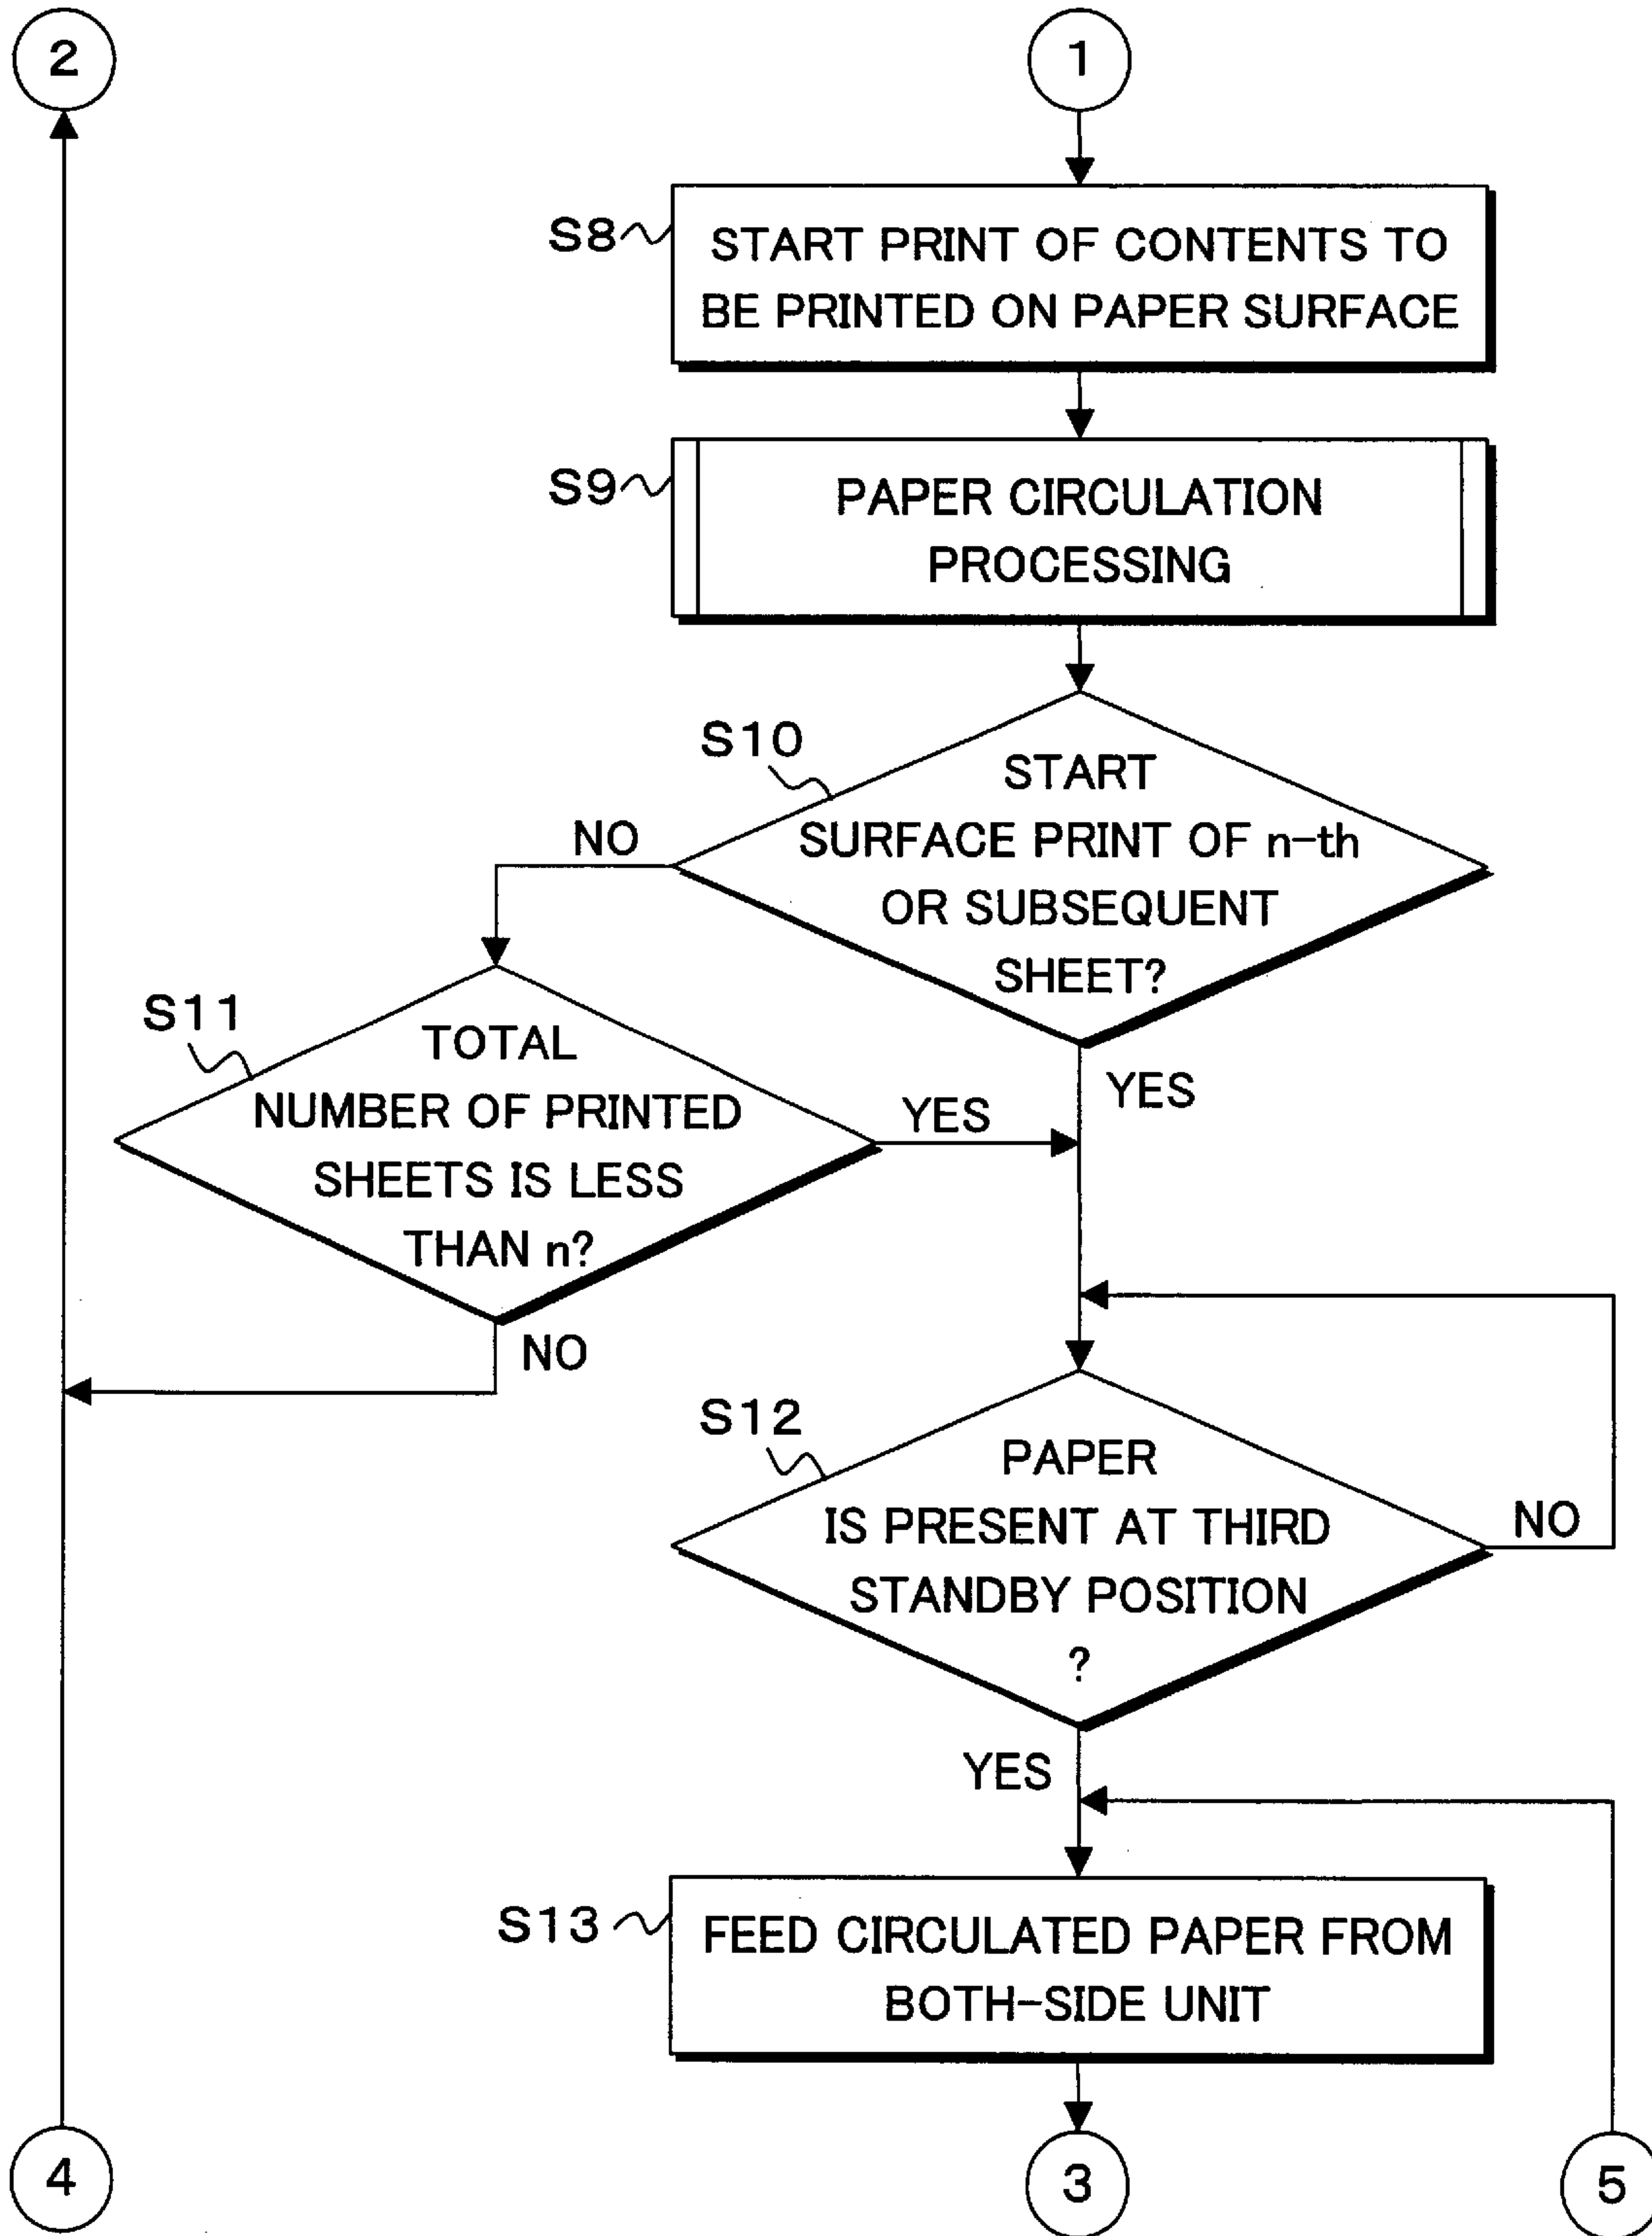 2
1
S8
START PRINT OF CONTENTS TO
BE PRINTED ON PAPER SURFACE
S9
PAPER CIRCULATION
PROCESSING
S10
START
SURFACE PRINT OF n-th
OR SUBSEQUENT
SHEET?
NO
YES
S11
TOTAL
NUMBER OF PRINTED
SHEETS IS LESS
THAN n?
YES
NO
S12
PAPER
IS PRESENT AT THIRD
STANDBY POSITION
?
NO
YES
S13
FEED CIRCULATED PAPER FROM
BOTH-SIDE UNIT
4
3
5